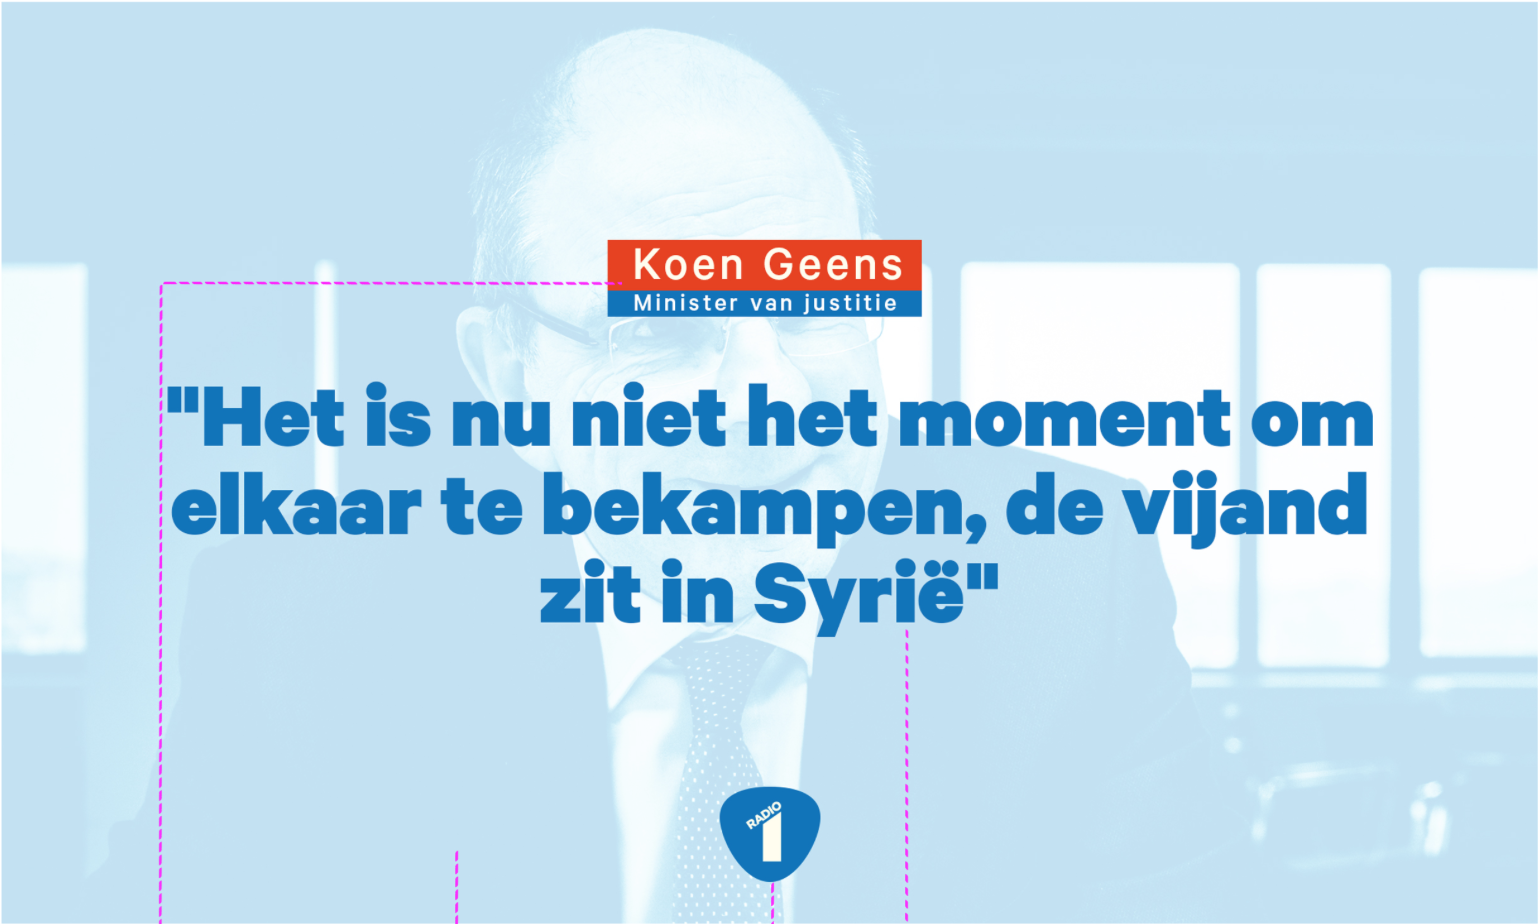 Koen Geens
Minister van justitie
"Het is nu niet het moment om
elkaar te bekampen, de vijand
zit in Syrië"
RADIO
1